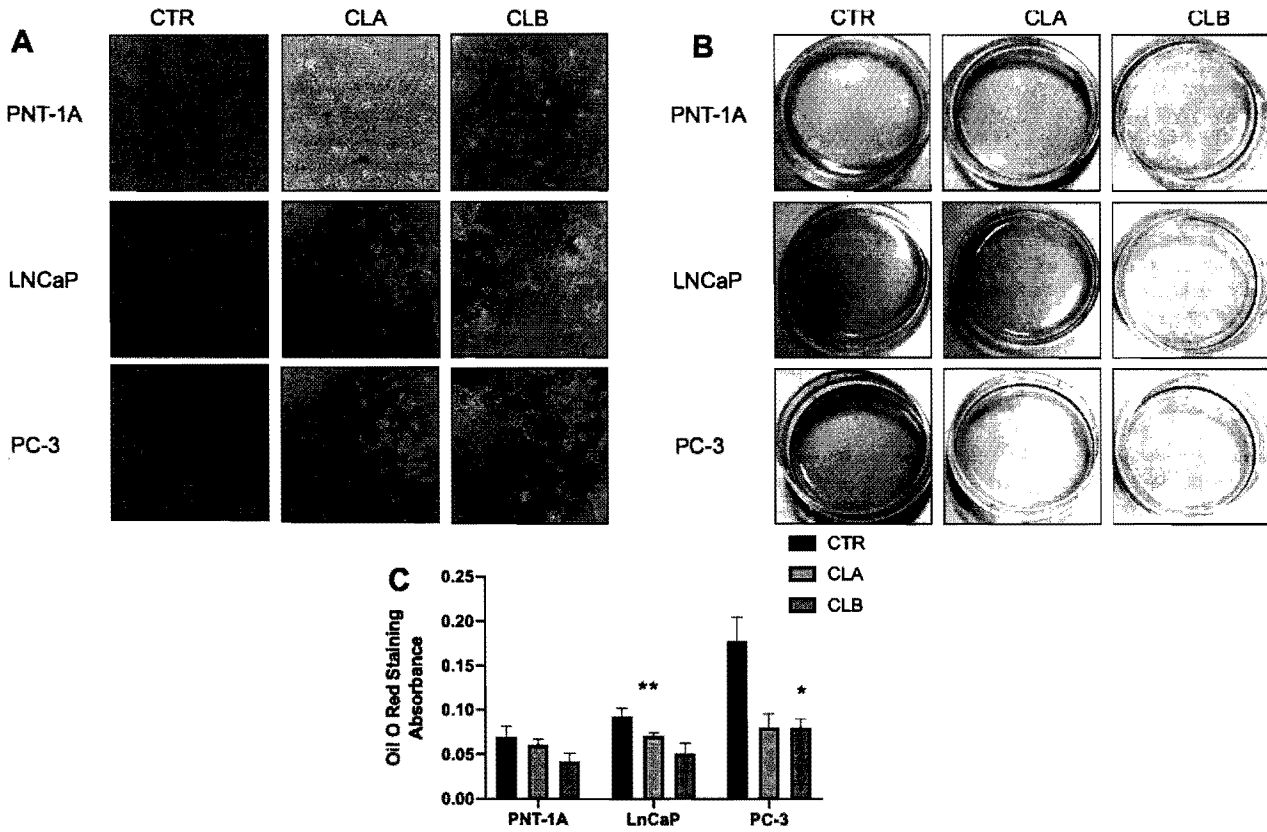 A
CTR CLA CLB
PNT-1A
LNCaP
PC-3
B
CTR CLA CLB
PNT-1A
LNCaP
PC-3
CTR
CLA
CLB
C
Oil O Red Staining
Absorbance
0.25
0.20
0.15
0.10
0.05
0.00
**
*
PNT-1A LnCaP PC-3